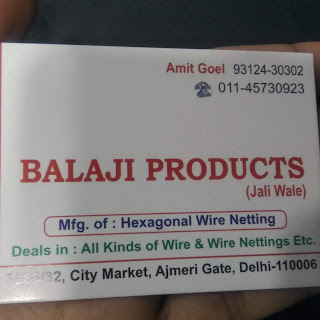 Amit Goel 93124-30302
☎ 011-45730923
BALAJI PRODUCTS
(Jali Wale)
Mfg. of : Hexagonal Wire Netting
Deals in : All Kinds of Wire & Wire Nettings Etc.
City Market, Ajmeri Gate, Delhi-110006